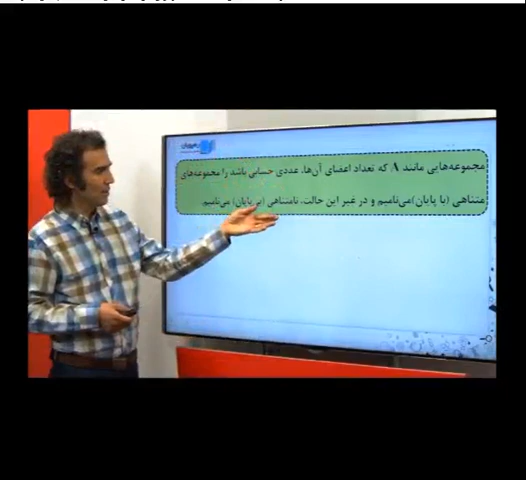 مجموعه‌هایی مانند A که تعداد اعضای آن‌ها، عددی حسابی باشد را مجموعه‌های
متناهی (با پایان) می‌نامیم و در غیر این حالت، نامتناهی (بی‌پایان) می‌نامیم.